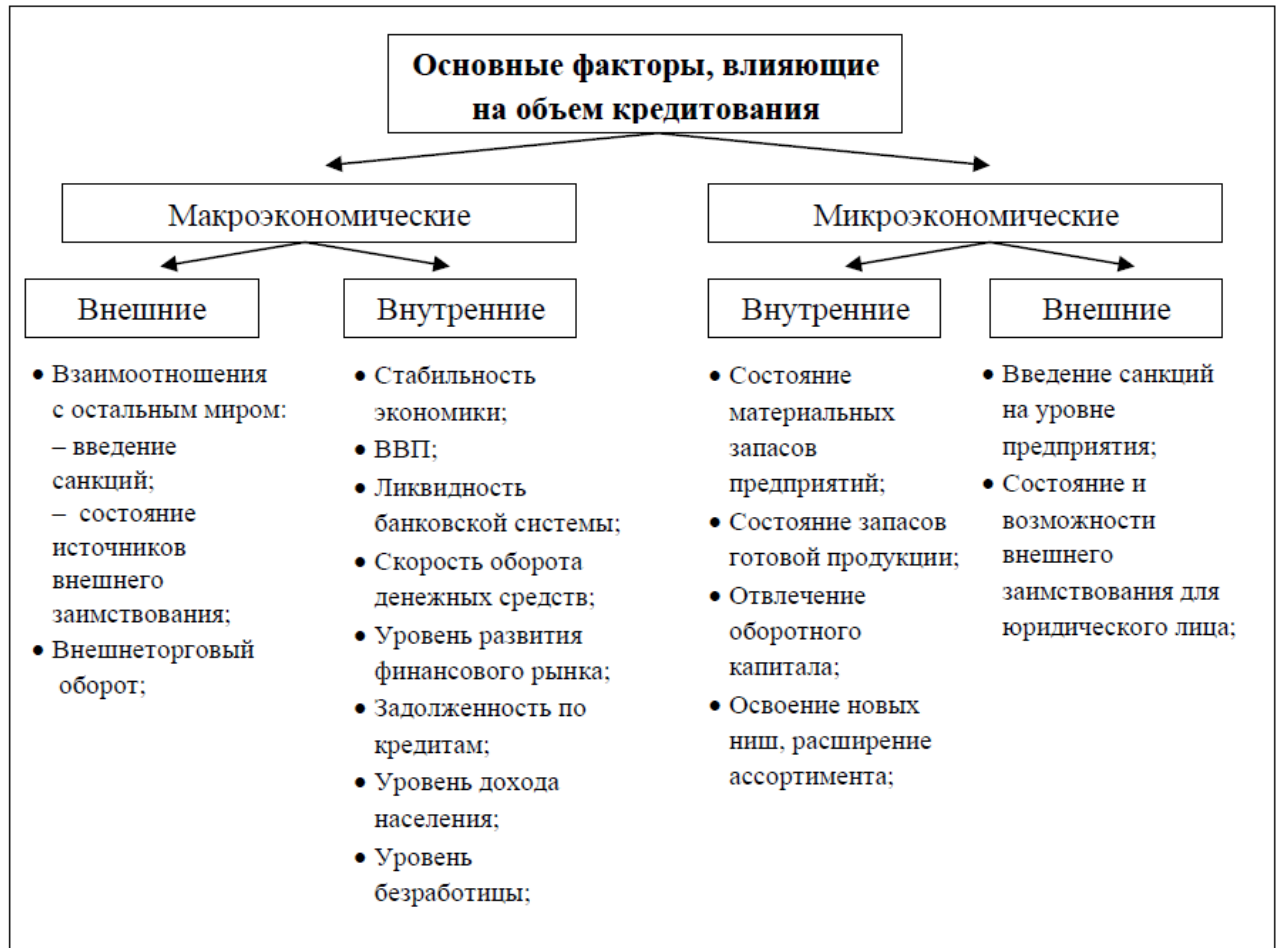 Основные факторы, влияющие
на объем кредитования
Макроэкономические
Микроэкономические
Внешние
Внутренние
Внутренние
Внешние
• Взаимоотношения
с остальным миром:
– введение
санкций;
– состояние
источников
внешнего
заимствования;
• Внешнеторговый
оборот;
• Стабильность
экономики;
• ВВП;
• Ликвидность
банковской системы;
• Скорость оборота
денежных средств;
• Уровень развития
финансового рынка;
• Задолженность по
кредитам;
• Уровень дохода
населения;
• Уровень
безработицы;
• Состояние
материальных
запасов
предприятий;
• Состояние запасов
готовой продукции;
• Отвлечение
оборотного
капитала;
• Освоение новых
ниш, расширение
ассортимента;
• Введение санкций
на уровне
предприятия;
• Состояние и
возможности
внешнего
заимствования для
юридического лица;